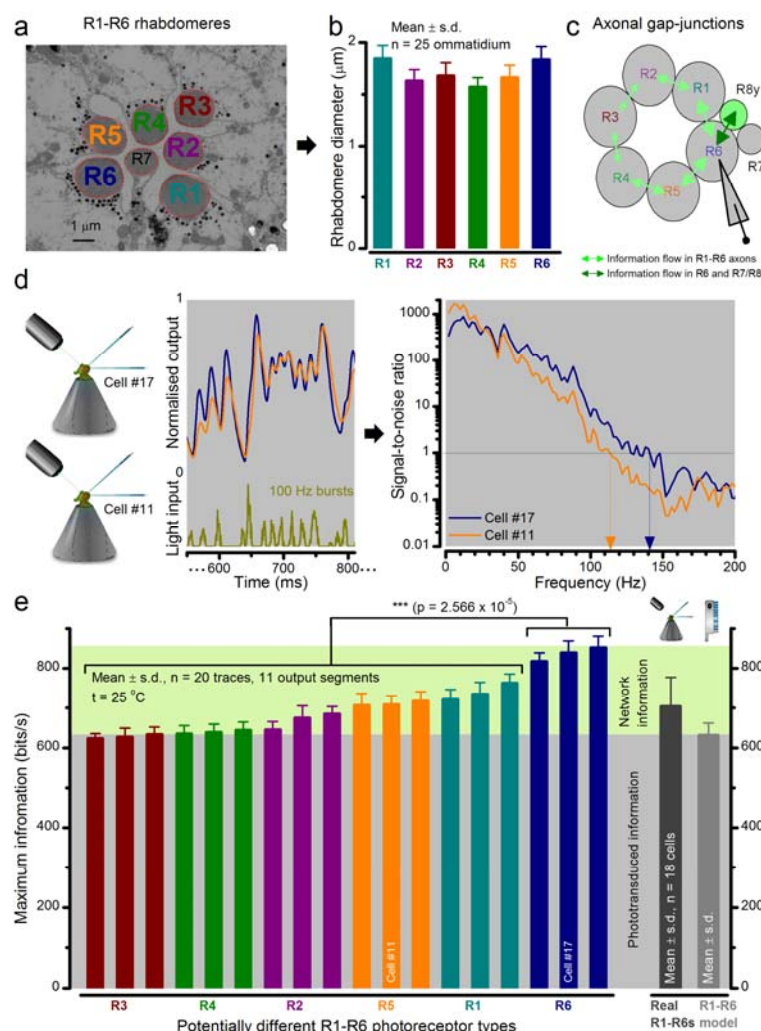 a
R1-R6 rhabdomeres
R3
R4
R5
R2
R7
R6
R1
1 μm
b
Mean ± s.d.
n = 25 ommatidium
Rhabdomere diameter (μm)
2
1
0
R1 R2 R3 R4 R5 R6
c
Axonal gap-junctions
R2
R1
R8y
R3
R6
R7
R4
R5
Information flow in R1-R6 axons
Information flow in R6 and R7/R8
d
Cell #17
Cell #11
Normalised output
1
0
Light input
100 Hz bursts
... 600 700 800 ...
Time (ms)
Signal-to-noise ratio
1000
100
10
1
0.1
0.01
Cell #17
Cell #11
0 50 100 150 200
Frequency (Hz)
e
*** (p = 2.566 x 10-5)
Mean ± s.d., n = 20 traces, 11 output segments
t = 25 °C
Maximum infromation (bits/s)
800
600
400
200
0
Cell #11
Cell #17
Network information
Phototransduced information
Mean ± s.d., n = 18 cells
Mean ± s.d.
800
600
400
200
0
R3 R4 R2 R5 R1 R6
Real R1-R6s
R1-R6 model
Potentially different R1-R6 photoreceptor types